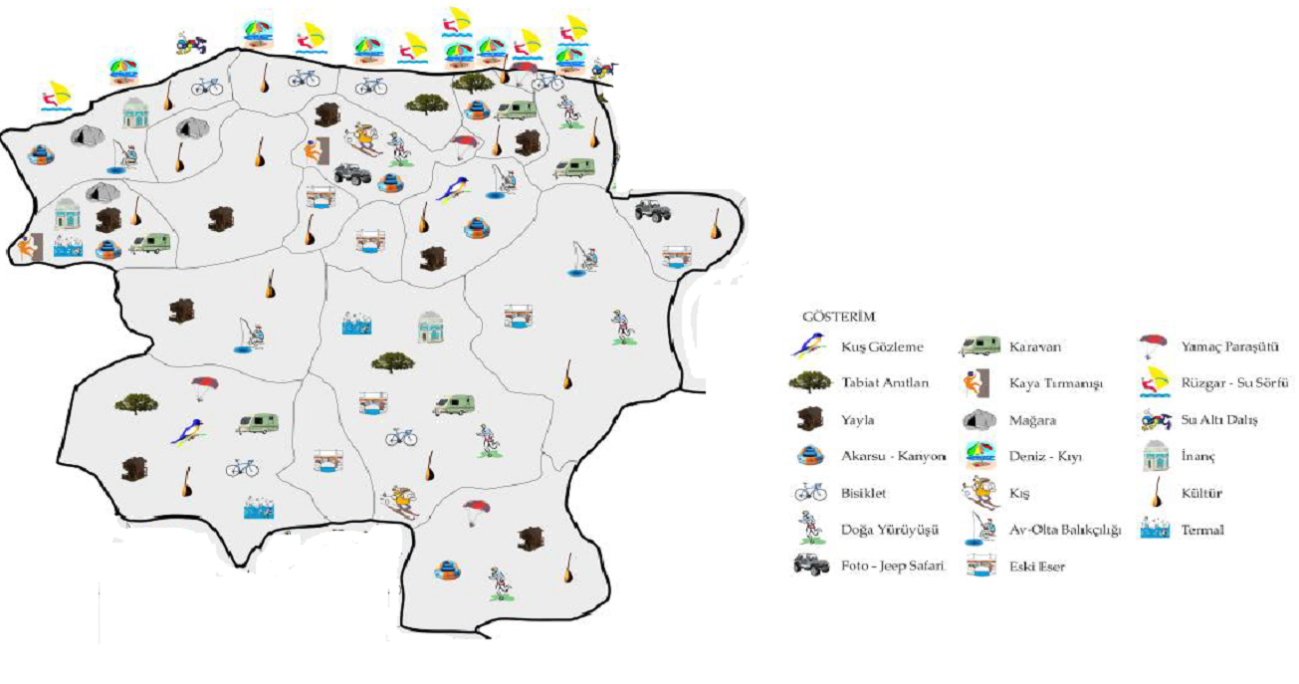 GÖSTERİM
Kuş Gözleme
Tabiat Anıtları
Yayla
Akarsu - Kanyon
Bisiklet
Doğa Yürüyüşü
Foto - Jeep Safari
Karavan
Kaya Tırmanışı
Mağara
Deniz - Kıyı
Kış
Av-Olta Balıkçılığı
Eski Eser
Yamaç Paraşütü
Rüzgar - Su Sörfü
Su Altı Dalış
İnanç
Kültür
Termal